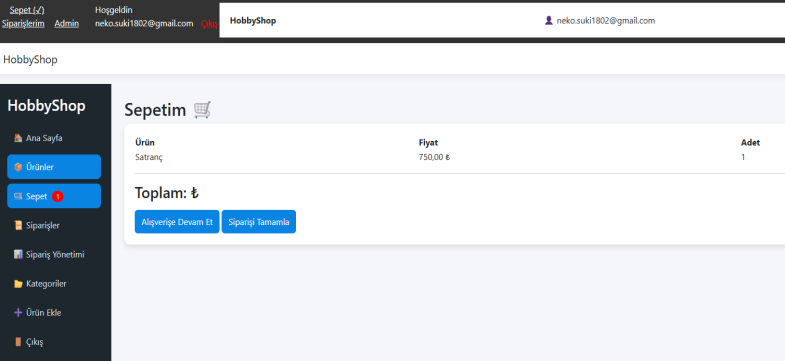 Sepet (√)
Hoşgeldin
Siparişlerim Admin neko.suki1802@gmail.com Çıkış
HobbyShop
neko.suki1802@gmail.com
HobbyShop
HobbyShop
Ana Sayfa
Ürünler
Sepet 1
Siparişler
Sipariş Yönetimi
Kategoriler
Ürün Ekle
Çıkış
Sepetim
Ürün Fiyat Adet
Satranç 750,00 ₺ 1
Toplam: ₺
Alışverişe Devam Et Siparişi Tamamla